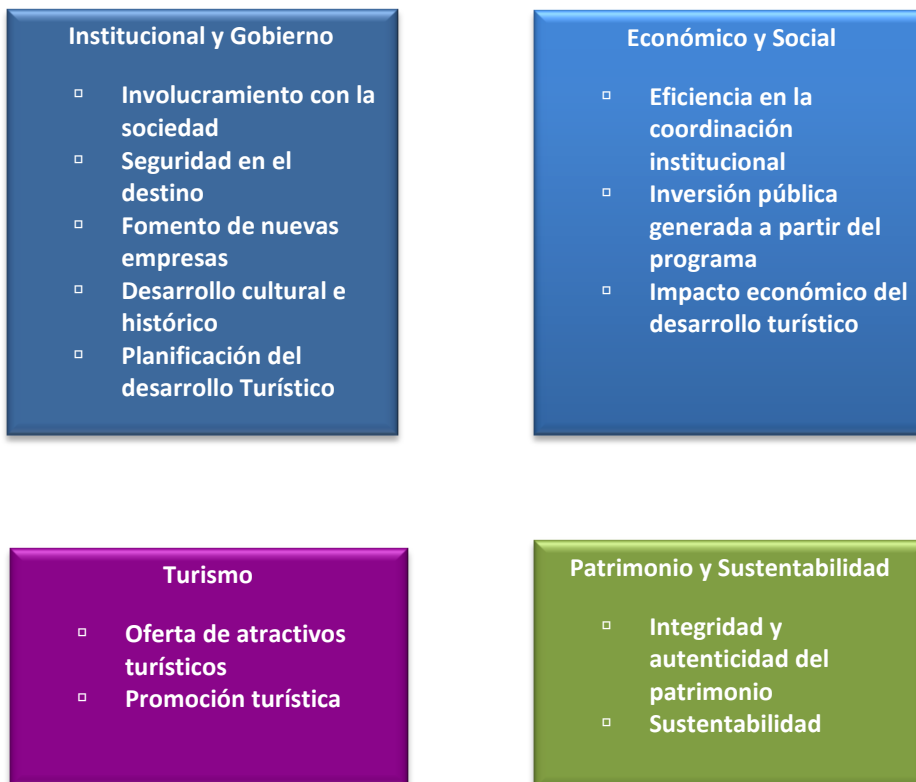 Institucional y Gobierno
▫ Involucramiento con la
sociedad
▫ Seguridad en el
destino
▫ Fomento de nuevas
empresas
▫ Desarrollo cultural e
histórico
▫ Planificación del
desarrollo Turístico
Económico y Social
▫ Eficiencia en la
coordinación
institucional
▫ Inversión pública
generada a partir del
programa
▫ Impacto económico del
desarrollo turístico
Turismo
▫ Oferta de atractivos
turísticos
▫ Promoción turística
Patrimonio y Sustentabilidad
▫ Integridad y
autenticidad del
patrimonio
▫ Sustentabilidad